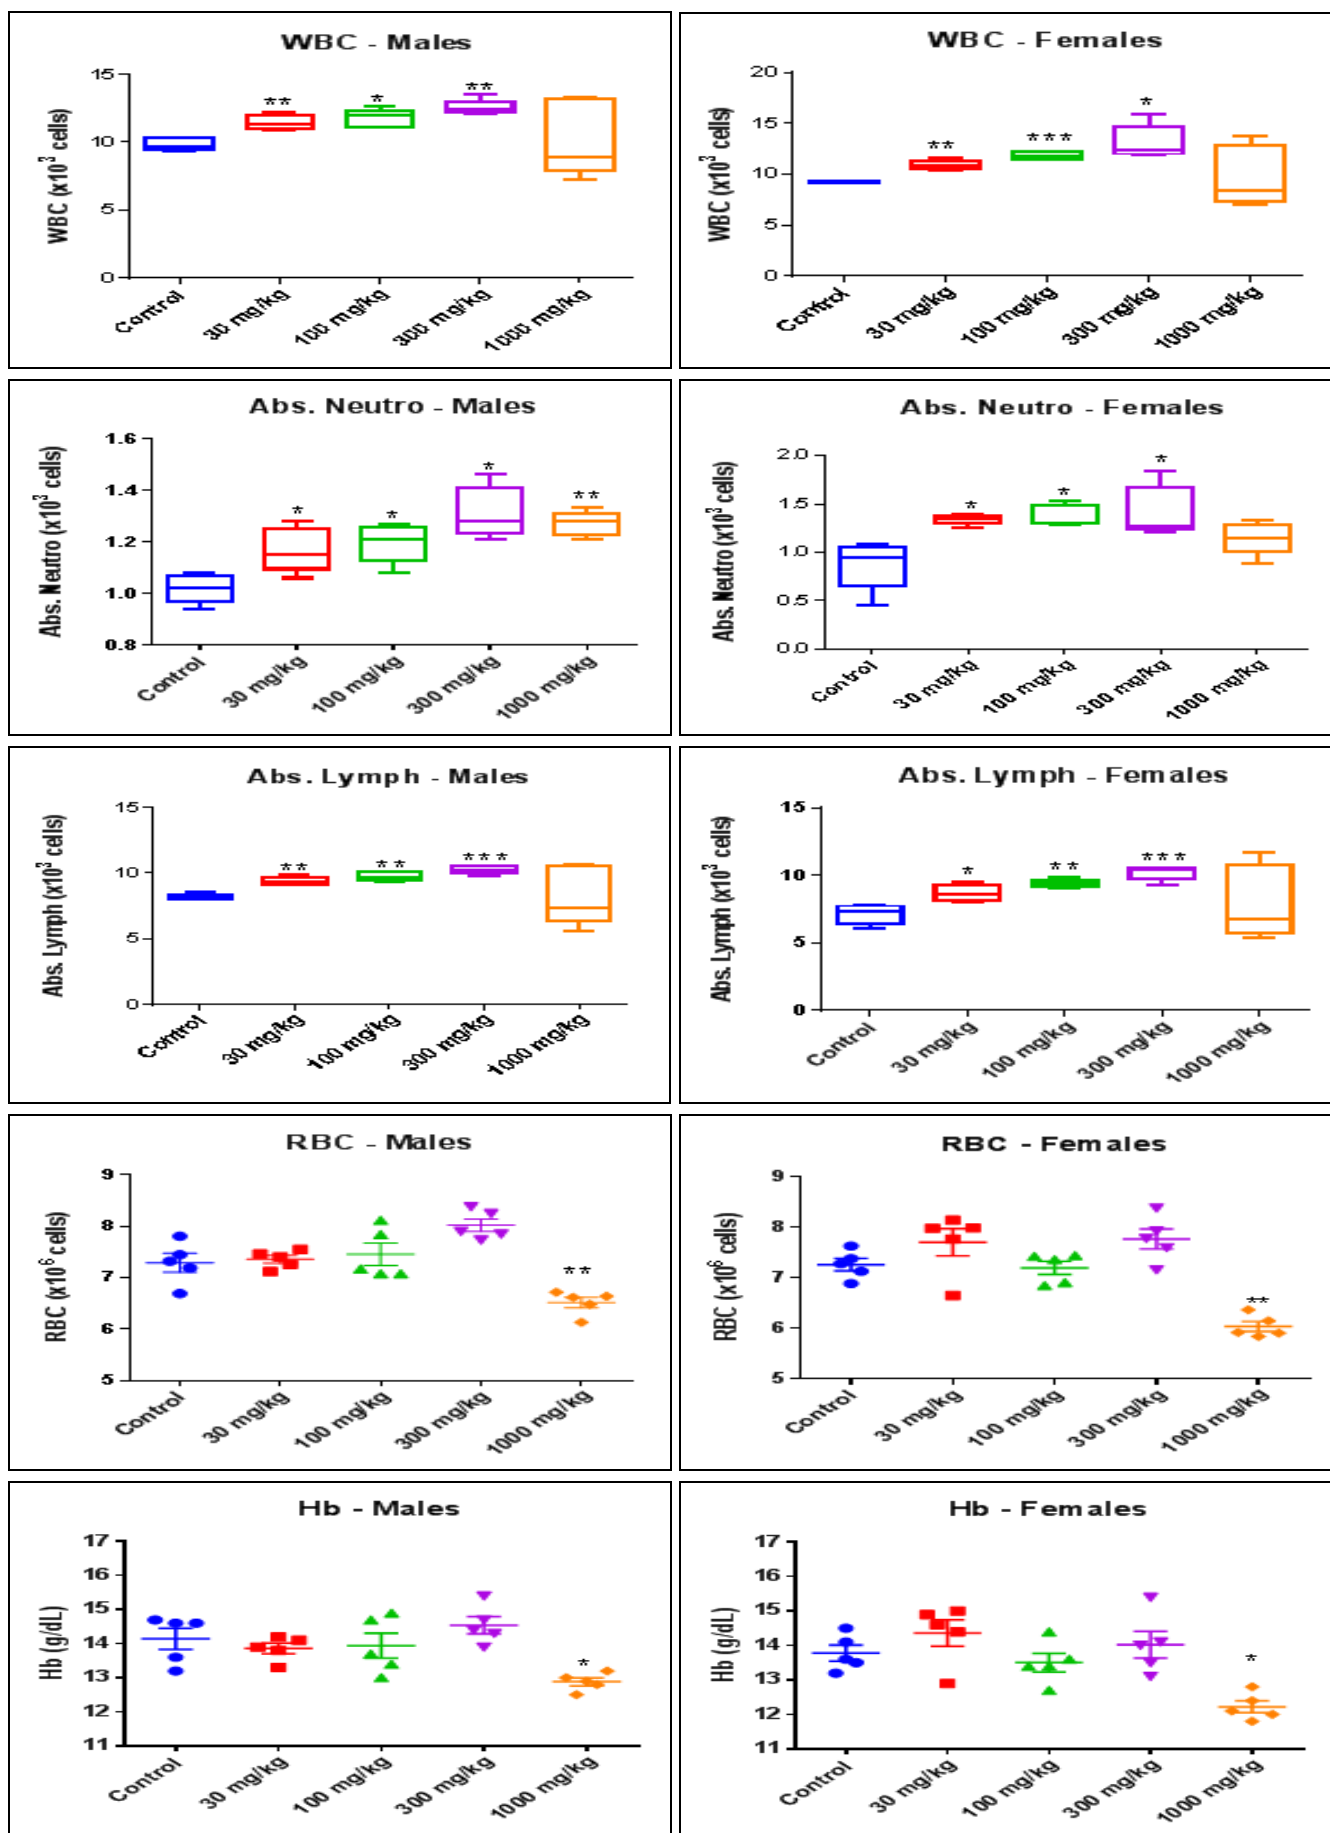 WBC - Males
WBC (x10³ cells)
15
10
5
0
**
*
**
Control
30 mg/kg
100 mg/kg
300 mg/kg
1000 mg/kg
WBC - Females
WBC (x10³ cells)
20
15
10
5
0
**
***
*
Control
30 mg/kg
100 mg/kg
300 mg/kg
1000 mg/kg
Abs. Neutro - Males
Abs. Neutro (x10³ cells)
1.6
1.4
1.2
1.0
0.8
*
*
*
**
Control
30 mg/kg
100 mg/kg
300 mg/kg
1000 mg/kg
Abs. Neutro - Females
Abs. Neutro (x10³ cells)
2.0
1.5
1.0
0.5
0.0
*
*
*
Control
30 mg/kg
100 mg/kg
300 mg/kg
1000 mg/kg
Abs. Lymph - Males
Abs. Lymph (x10³ cells)
15
10
5
0
**
**
***
Control
30 mg/kg
100 mg/kg
300 mg/kg
1000 mg/kg
Abs. Lymph - Females
Abs. Lymph (x10³ cells)
15
10
5
0
*
**
***
Control
30 mg/kg
100 mg/kg
300 mg/kg
1000 mg/kg
RBC - Males
RBC (x10⁶ cells)
9
8
7
6
5
**
Control
30 mg/kg
100 mg/kg
300 mg/kg
1000 mg/kg
RBC - Females
RBC (x10⁶ cells)
9
8
7
6
5
**
Control
30 mg/kg
100 mg/kg
300 mg/kg
1000 mg/kg
Hb - Males
Hb (g/dL)
17
16
15
14
13
12
11
*
Control
30 mg/kg
100 mg/kg
300 mg/kg
1000 mg/kg
Hb - Females
Hb (g/dL)
17
16
15
14
13
12
11
*
Control
30 mg/kg
100 mg/kg
300 mg/kg
1000 mg/kg